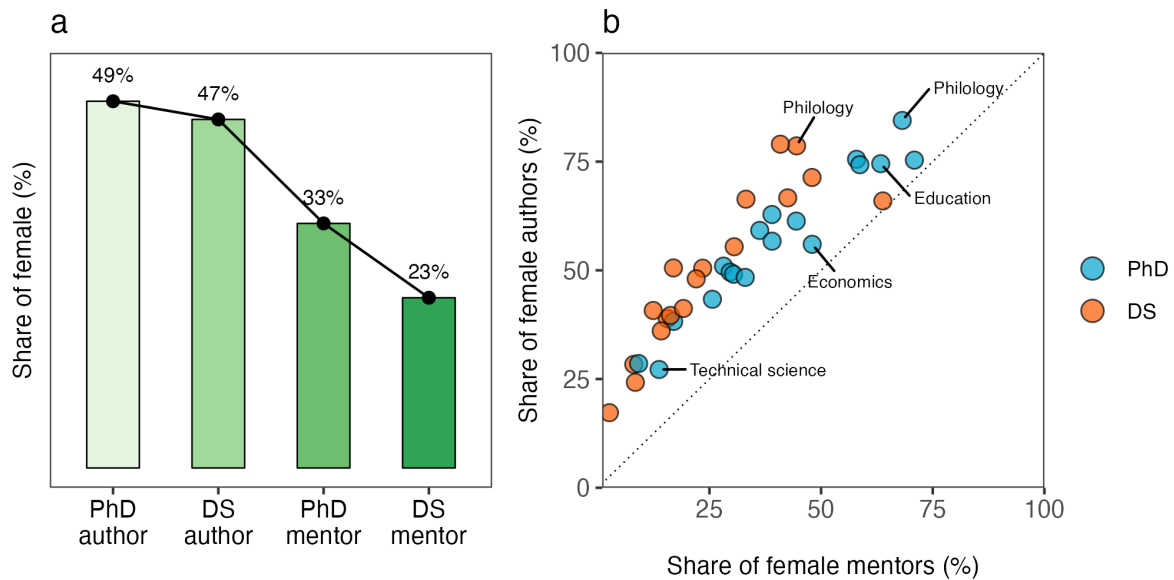 a
49%
47%
33%
23%
Share of female (%)
PhD
author
DS
author
PhD
mentor
DS
mentor
b
100
75
50
25
0
Share of female authors (%)
Philology
Philology
Education
Economics
Technical science
25
50
75
100
Share of female mentors (%)
PhD
DS